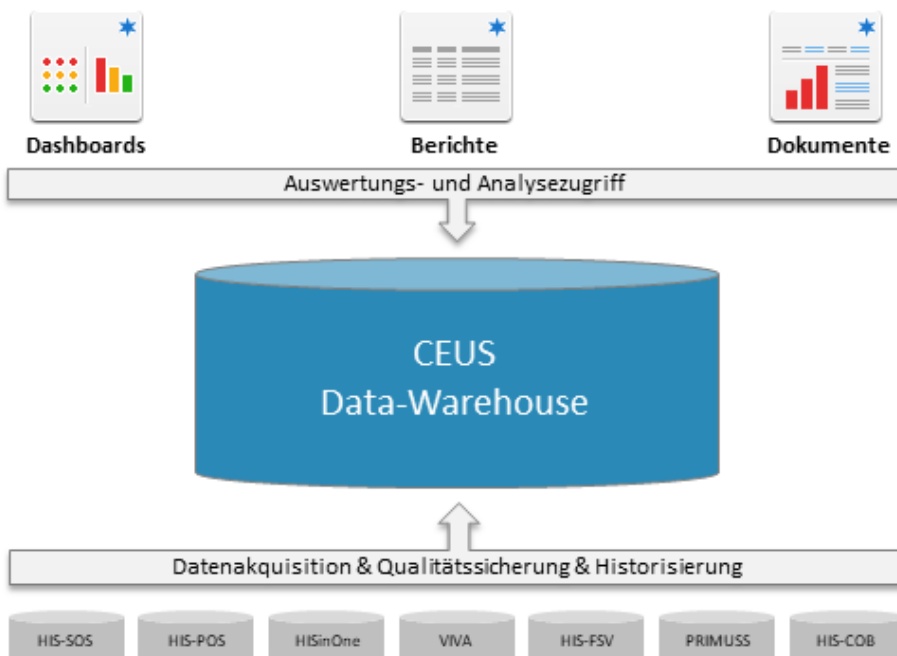 Dashboards
Berichte
Dokumente
Auswertungs- und Analysezugriff
CEUS
Data-Warehouse
Datenakquisition & Qualitätssicherung & Historisierung
HIS-SOS
HIS-POS
HISinOne
VIVA
HIS-FSV
PRIMUSS
HIS-COB